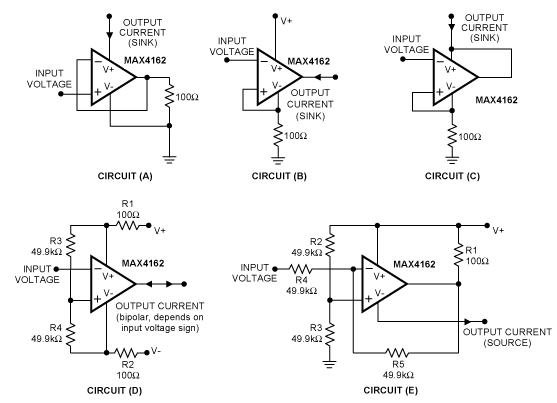 OUTPUT
CURRENT
(SINK)
MAX4162
INPUT
VOLTAGE
−
V+
+
V-
100Ω
CIRCUIT (A)
V+
INPUT
VOLTAGE
MAX4162
−
V+
+
V-
OUTPUT
CURRENT
(SINK)
100Ω
CIRCUIT (B)
OUTPUT
CURRENT
(SINK)
INPUT
VOLTAGE
−
V+
+
V-
MAX4162
100Ω
CIRCUIT (C)
R1
100Ω
V+
R3
49.9kΩ
MAX4162
INPUT
VOLTAGE
−
V+
+
V-
OUTPUT CURRENT
(bipolar, depends on
input voltage sign)
R4
49.9kΩ
R2
100Ω
V-
CIRCUIT (D)
V+
R2
49.9kΩ
R1
100Ω
MAX4162
INPUT
VOLTAGE
R4
49.9kΩ
−
V+
+
V-
OUTPUT CURRENT
(SOURCE)
R3
49.9kΩ
R5
49.9kΩ
CIRCUIT (E)